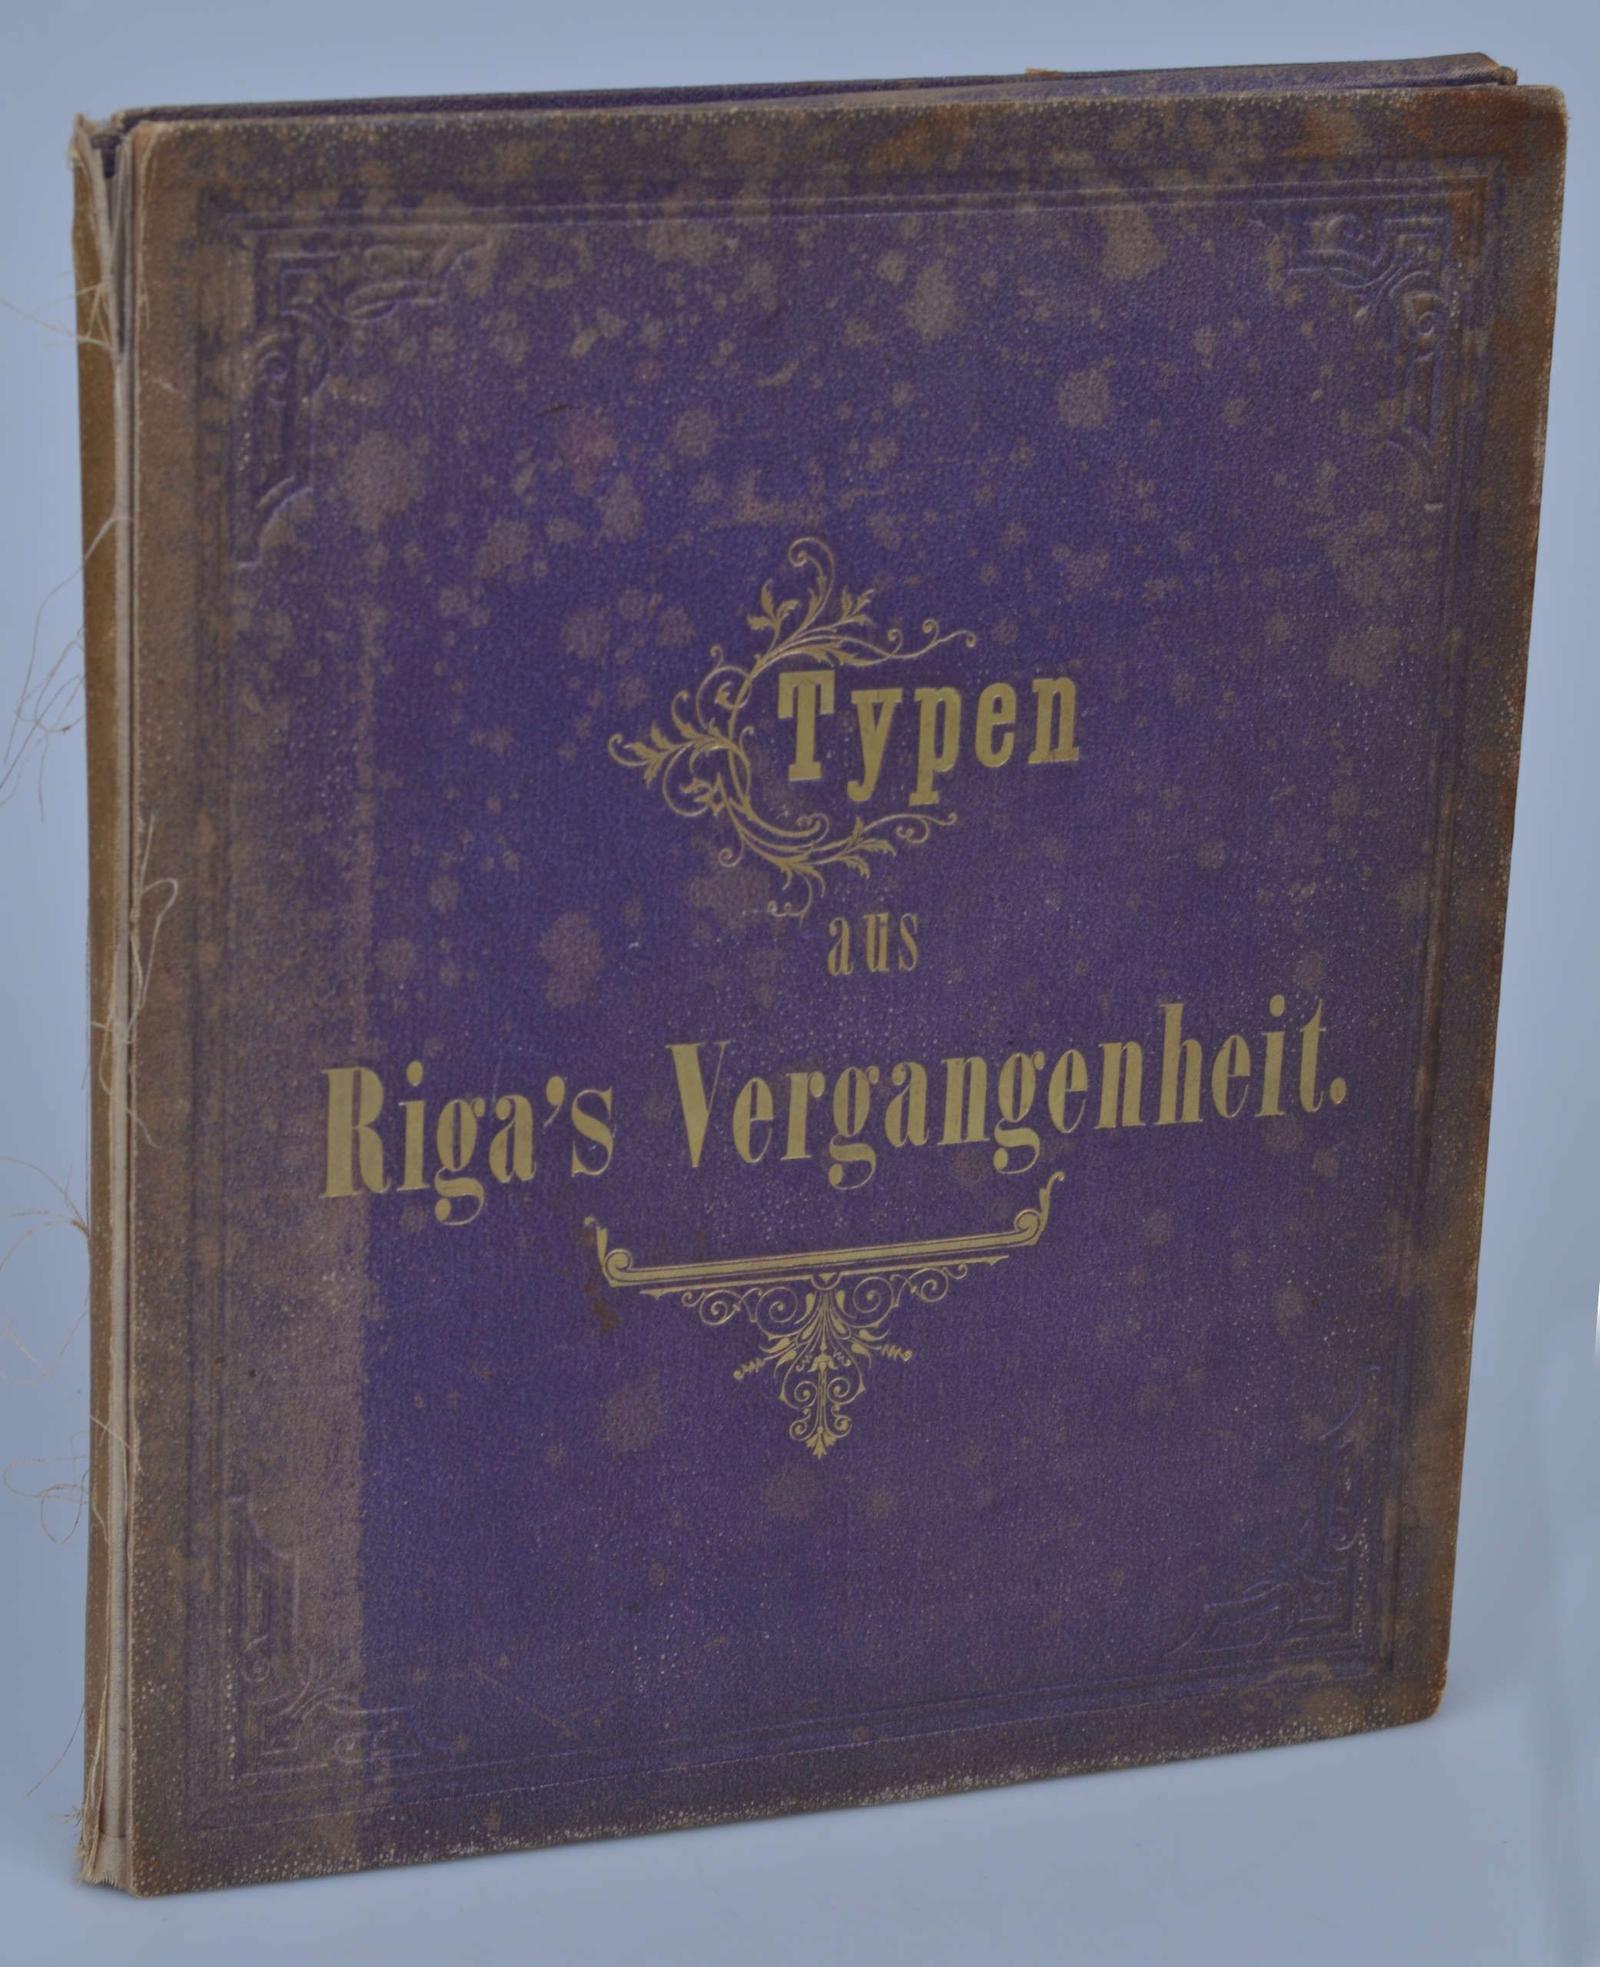 Typen
aus
Riga's Vergangenheit.